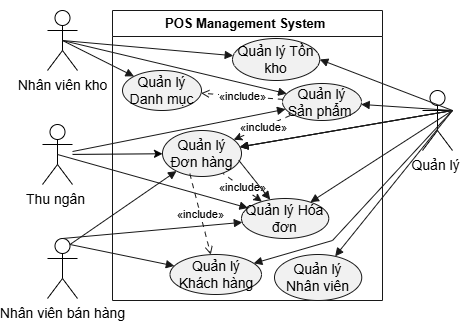 POS Management System
Quản lý Tồn
kho
Nhân viên kho
Quản lý
Danh mục
«include»
Quản lý
Sản phẩm
«include»
Quản lý
Thu ngân
Quản lý
Đơn hàng
«include»
«include»
Quản lý Hóa
đơn
Quản lý
Khách hàng
Quản lý
Nhân viên
Nhân viên bán hàng